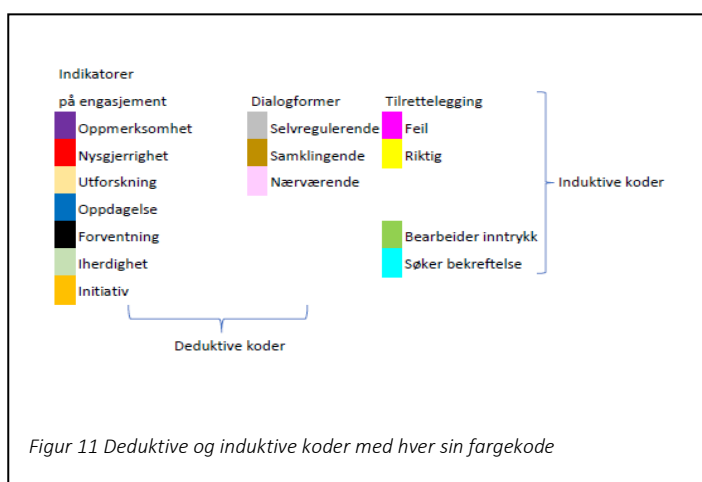 Indikatorer
på engasjement Dialogformer Tilrettelegging
Oppmerksomhet Selvregulerende Feil
Nysgjerrighet Samklingende Riktig
Utforskning Nærværende
Induktive koder
Oppdagelse
Forventning Bearbeider inntrykk
Iherdighet Søker bekreftelse
Initiativ
Deduktive koder
Figur 11 Deduktive og induktive koder med hver sin fargekode